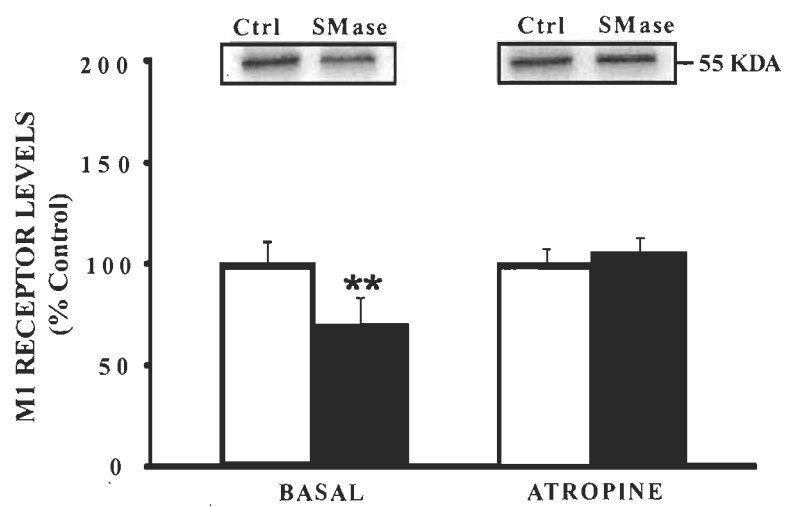 Ctrl SMase
Ctrl SMase
55 KDA
M1 RECEPTOR LEVELS
(% Control)
200
150
100
50
0
**
BASAL
ATROPINE